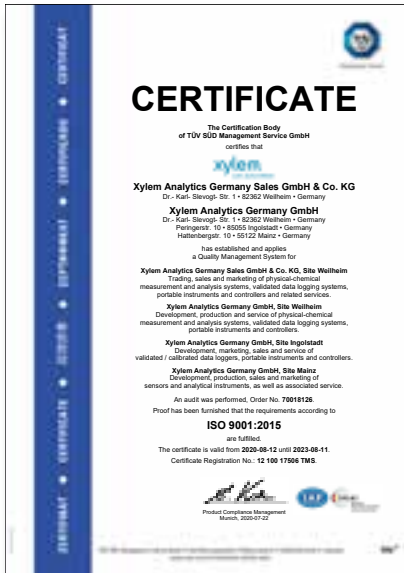 CERTIFICATE
The Certification Body
of TÜV SÜD Management Service GmbH
certifies that
xylem
Xylem Analytics Germany Sales GmbH & Co. KG
Dr.- Karl- Slevogt- Str. 1 • 82362 Weilheim • Germany
Xylem Analytics Germany GmbH
Dr.- Karl- Slevogt- Str. 1 • 82362 Weilheim • Germany
Peringerstr. 10 • 85055 Ingolstadt • Germany
Hattenbergstr. 10 • 55122 Mainz • Germany
has established and applies
a Quality Management System for
Xylem Analytics Germany Sales GmbH & Co. KG, Site Weilheim
Trading, sales and marketing of physical-chemical
measurement and analysis systems, validated data logging systems,
portable instruments and controllers and related services.
Xylem Analytics Germany GmbH, Site Weilheim
Development, production and service of physical-chemical
measurement and analysis systems, validated data logging systems,
portable instruments and controllers.
Xylem Analytics Germany GmbH, Site Ingolstadt
Development, marketing, sales and service of
validated / calibrated data loggers, portable instruments and controllers.
Xylem Analytics Germany GmbH, Site Mainz
Development, production, sales and marketing of
sensors and analytical instruments, as well as associated service.
An audit was performed, Order No. 70018126.
Proof has been furnished that the requirements according to
ISO 9001:2015
are fulfilled.
The certificate is valid from 2020-08-12 until 2023-08-11.
Certificate Registration No.: 12 100 17506 TMS.
Product Compliance Management
Munich, 2020-07-22
IAF
ZERTIFIKAT ◆ CERTIFICATE ◆
◆ CERTIFICADO ◆ CERTIFICAT